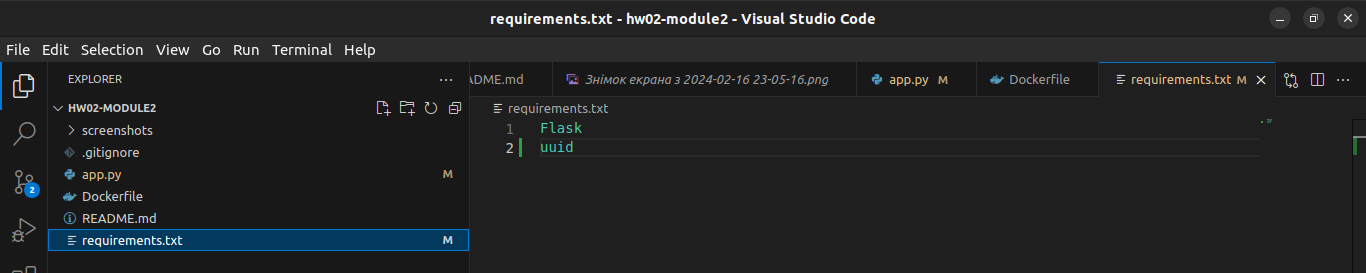 requirements.txt - hw02-module2 - Visual Studio Code
File Edit Selection View Go Run Terminal Help
EXPLORER
ADME.md Знімок екрана з 2024-02-16 23-05-16.png app.py M Dockerfile requirements.txt M
HW02-MODULE2
requirements.txt
screenshots
1 Flask
.gitignore
2 uuid
app.py M
Dockerfile
2
README.md
requirements.txt M